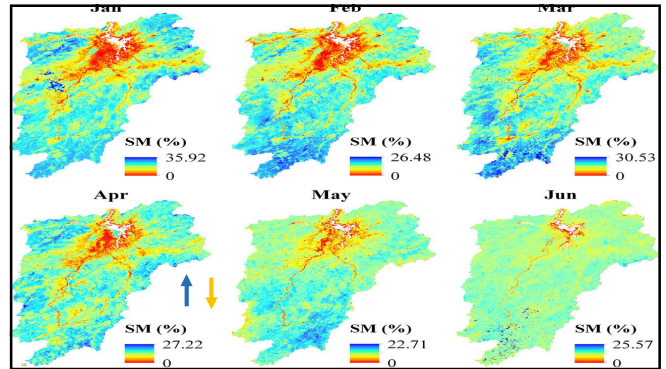 Jan Feb Mar
SM (%) SM (%) SM (%)
35.92 26.48 30.53
0 0 0
Apr May Jun
SM (%) SM (%) SM (%)
27.22 22.71 25.57
0 0 0